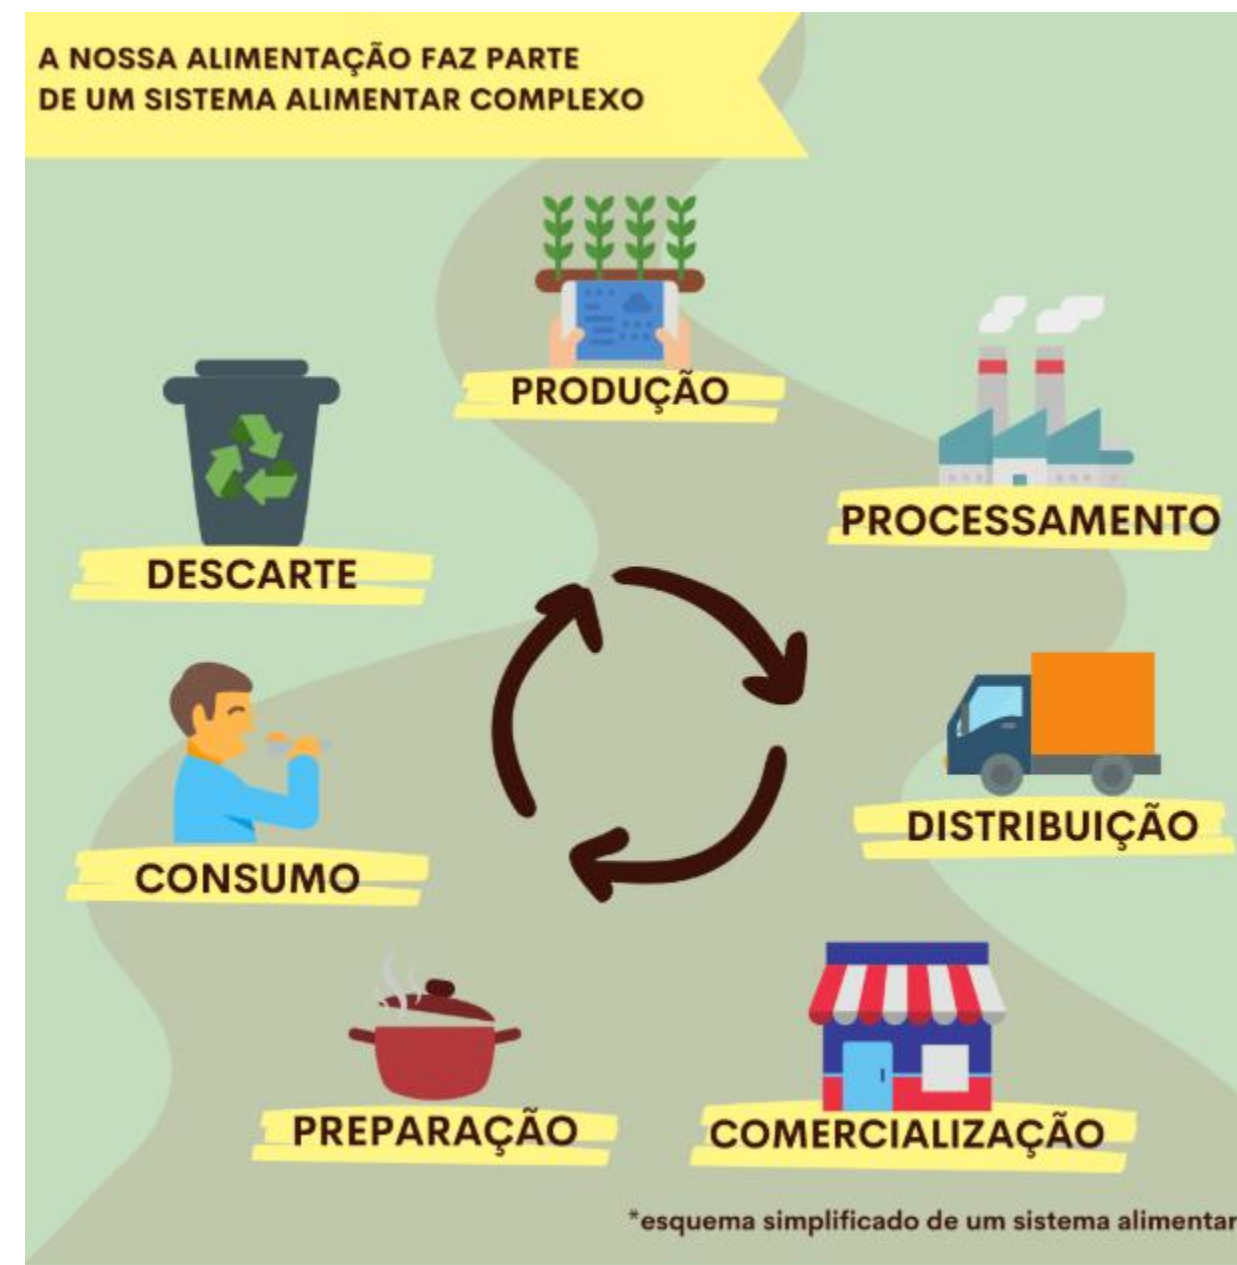 A NOSSA ALIMENTAÇÃO FAZ PARTE
DE UM SISTEMA ALIMENTAR COMPLEXO
PRODUÇÃO
PROCESSAMENTO
DISTRIBUIÇÃO
COMERCIALIZAÇÃO
PREPARAÇÃO
CONSUMO
DESCARTE
*esquema simplificado de um sistema alimentar